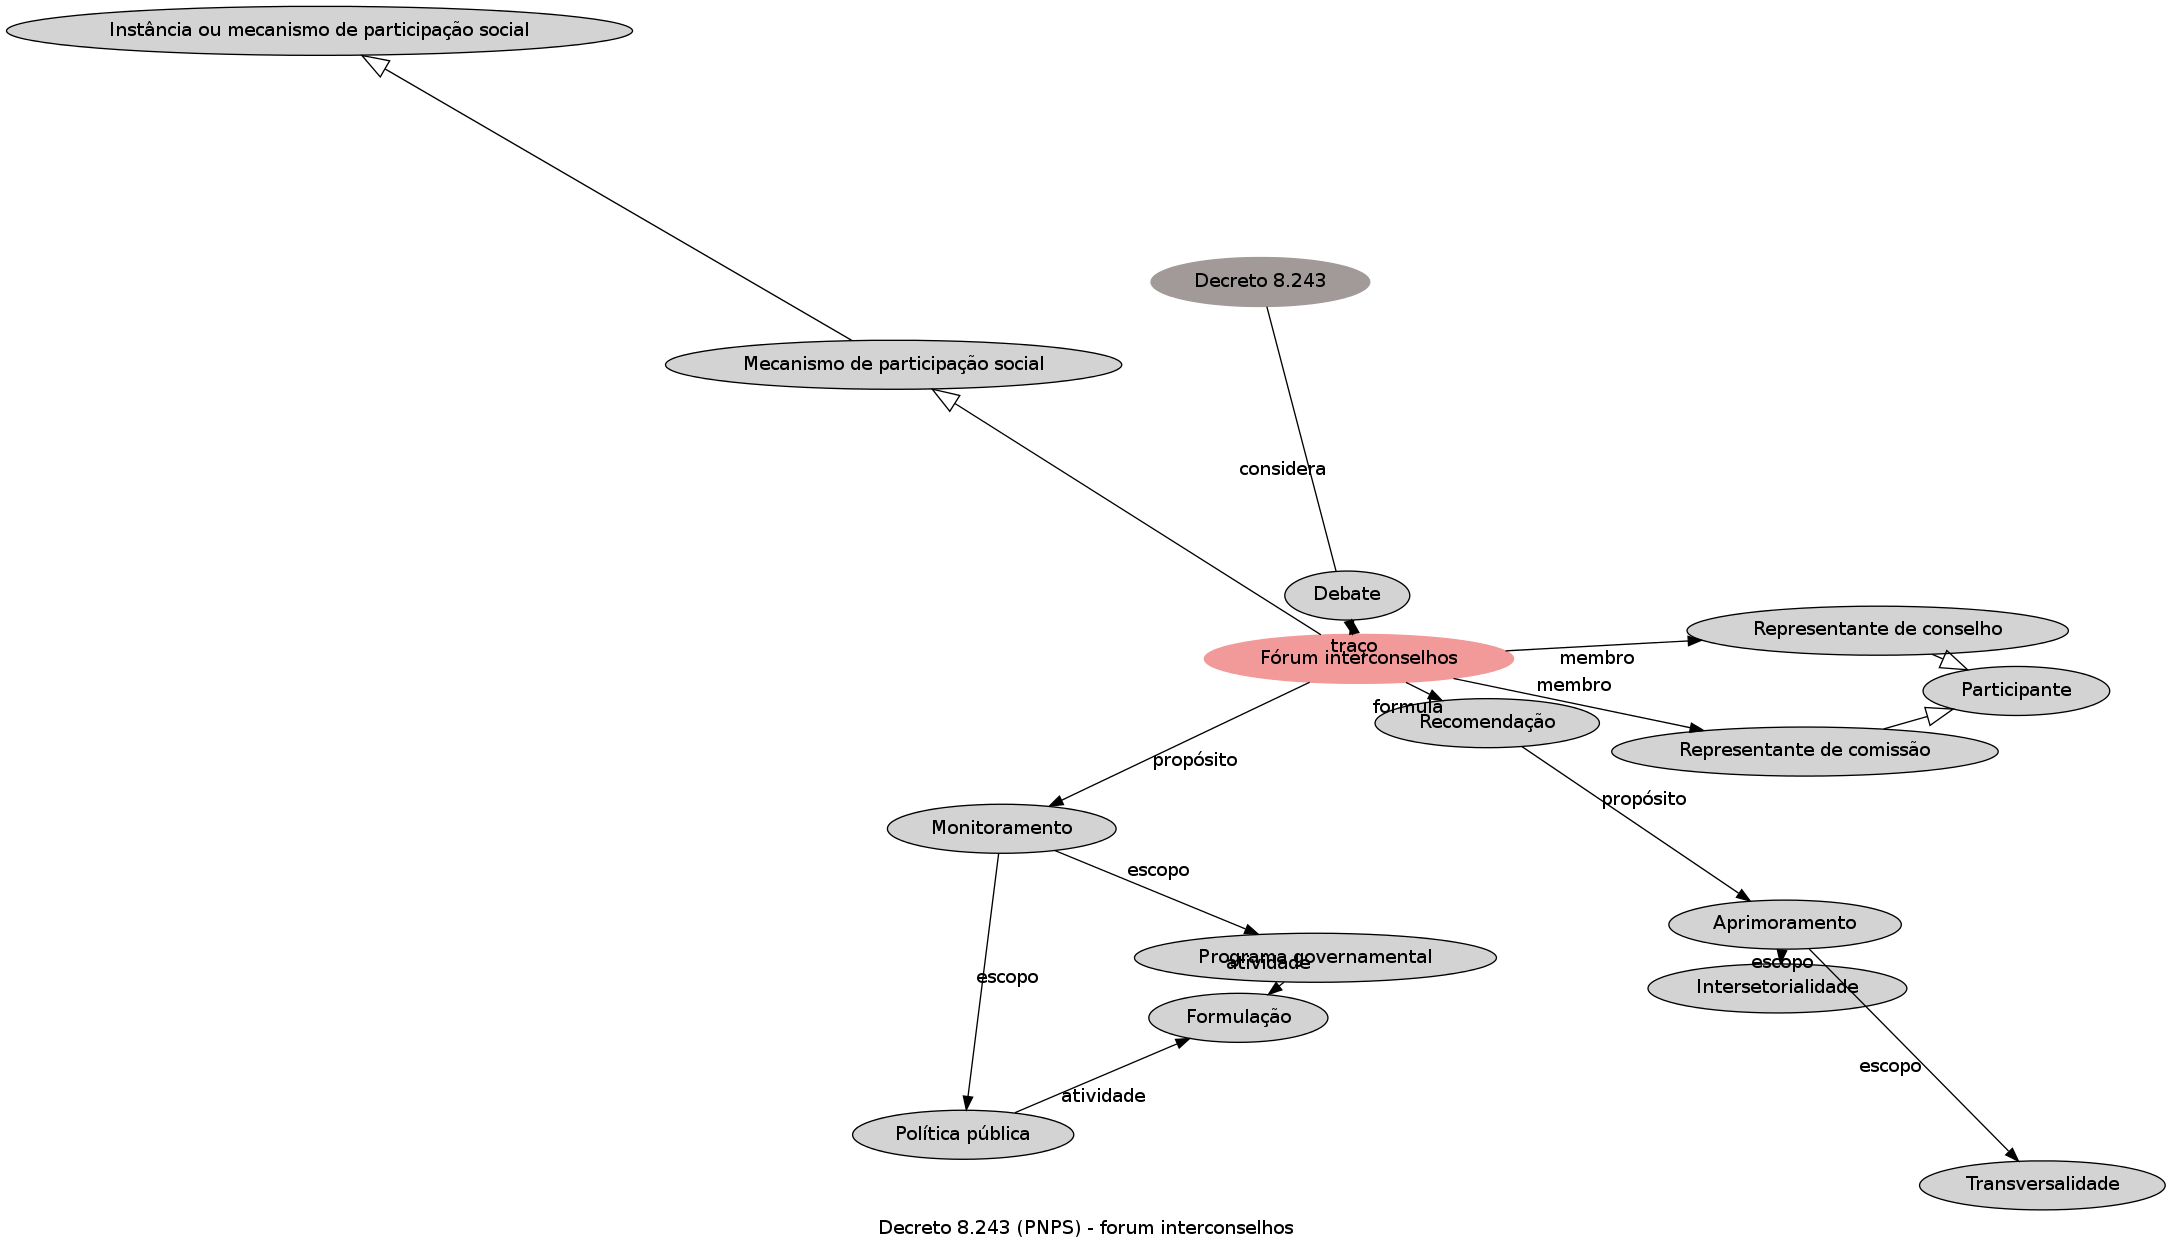 Instância ou mecanismo de participação social
Decreto 8.243
Mecanismo de participação social
considera
Debate
Representante de conselho
traço
Fórum interconselhos
membro
membro
Participante
formula
Recomendação
Representante de comissão
propósito
propósito
Monitoramento
escopo
Aprimoramento
Programa governamental
atividade
escopo
escopo
Intersetorialidade
Formulação
escopo
atividade
Política pública
Transversalidade
Decreto 8.243 (PNPS) - forum interconselhos